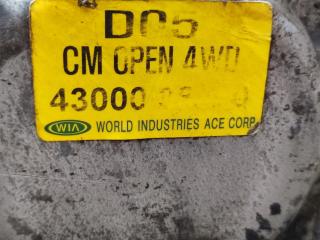 DC5
CM OPEN 4WD
43000
WIA WORLD INDUSTRIES ACE CORP.